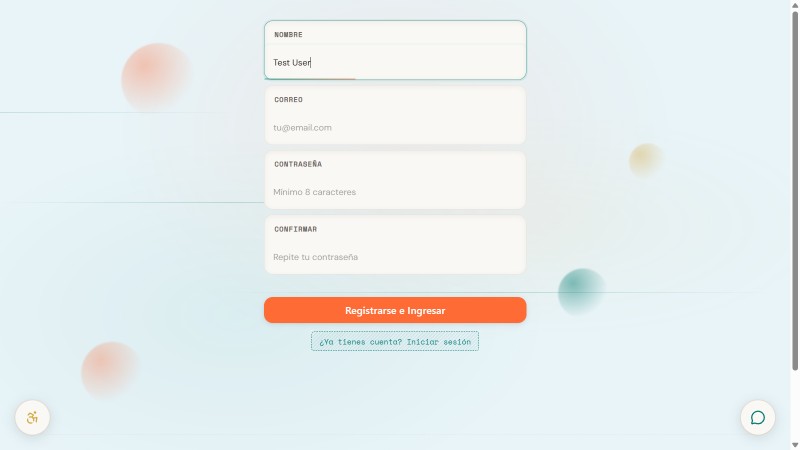 NOMBRE
Test User
CORREO
tu@email.com
CONTRASEÑA
Mínimo 8 caracteres
CONFIRMAR
Repite tu contraseña
Registrarse e Ingresar
¿Ya tienes cuenta? Iniciar sesión